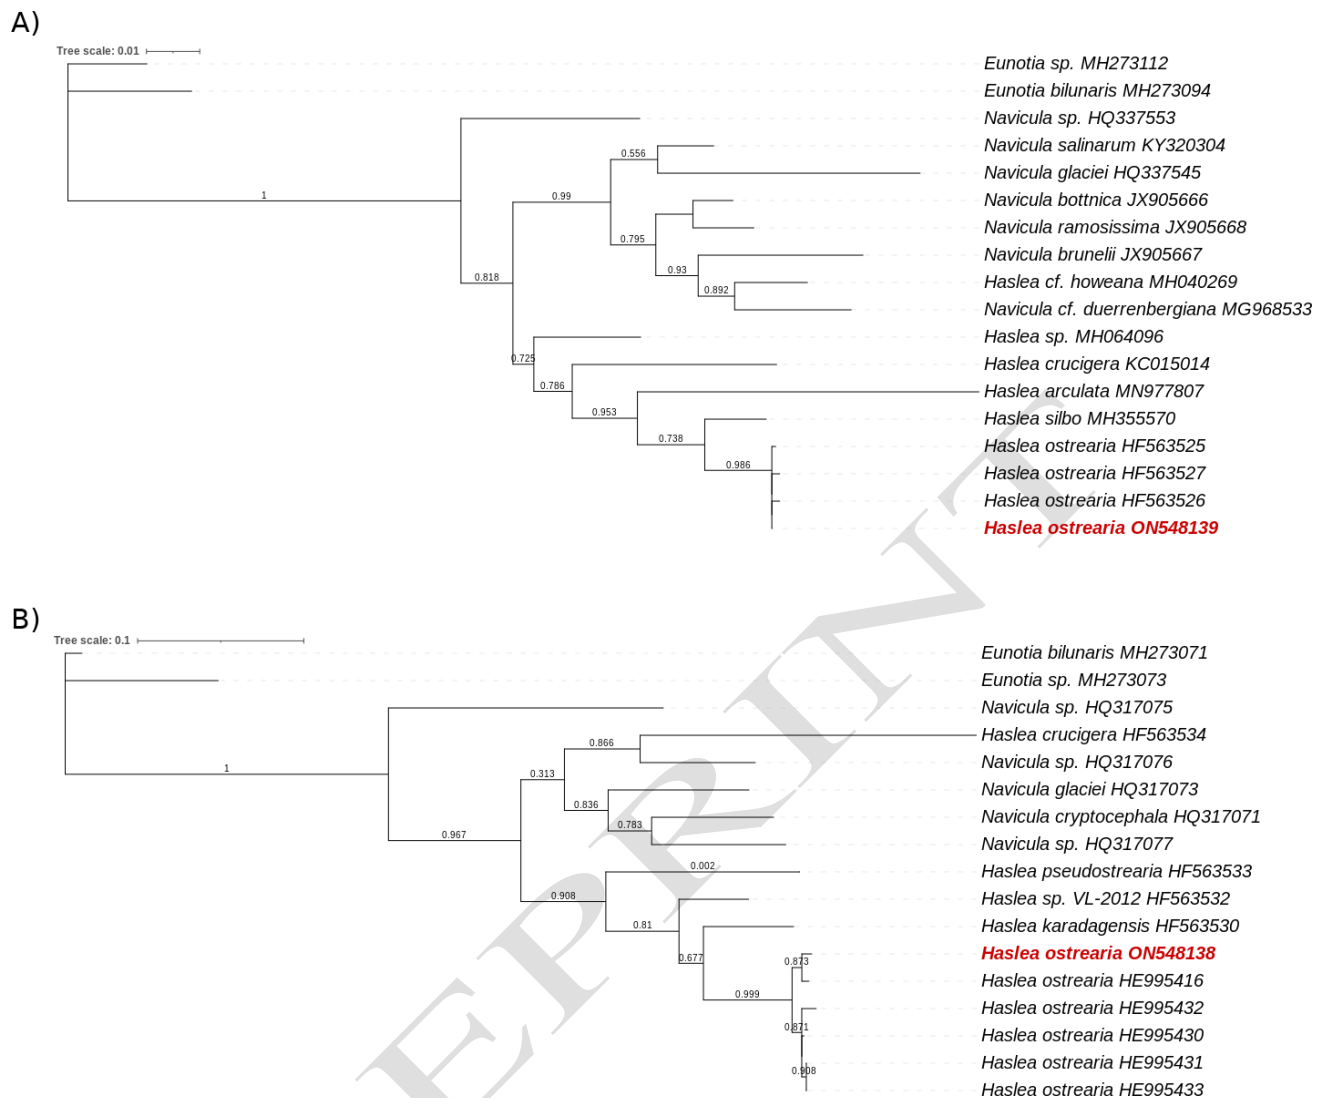 A)
Tree scale: 0.01
Eunotia sp. MH273112
Eunotia bilunaris MH273094
Navicula sp. HQ337553
Navicula salinarum KY320304
0.556
Navicula glaciei HQ337545
1
0.99
Navicula bottnica JX905666
Navicula ramosissima JX905668
0.795
Navicula brunelii JX905667
0.93
0.818
Haslea cf. howeana MH040269
0.892
Navicula cf. duerrenbergiana MG968533
Haslea sp. MH064096
0.725
Haslea crucigera KC015014
0.786
Haslea arculata MN977807
0.953
Haslea silbo MH355570
0.738
Haslea ostrearia HF563525
0.986
Haslea ostrearia HF563527
Haslea ostrearia HF563526
Haslea ostrearia ON548139
B)
Tree scale: 0.1
Eunotia bilunaris MH273071
Eunotia sp. MH273073
Navicula sp. HQ317075
Haslea crucigera HF563534
0.866
Navicula sp. HQ317076
1
0.313
Navicula glaciei HQ317073
0.836
Navicula cryptocephala HQ317071
0.783
0.967
Navicula sp. HQ317077
0.002
Haslea pseudostrearia HF563533
0.908
Haslea sp. VL-2012 HF563532
0.81
Haslea karadagensis HF563530
0.677
Haslea ostrearia ON548138
0.873
Haslea ostrearia HE995416
0.999
Haslea ostrearia HE995432
0.871
Haslea ostrearia HE995430
Haslea ostrearia HE995431
0.908
Haslea ostrearia HE995433
EPRINT